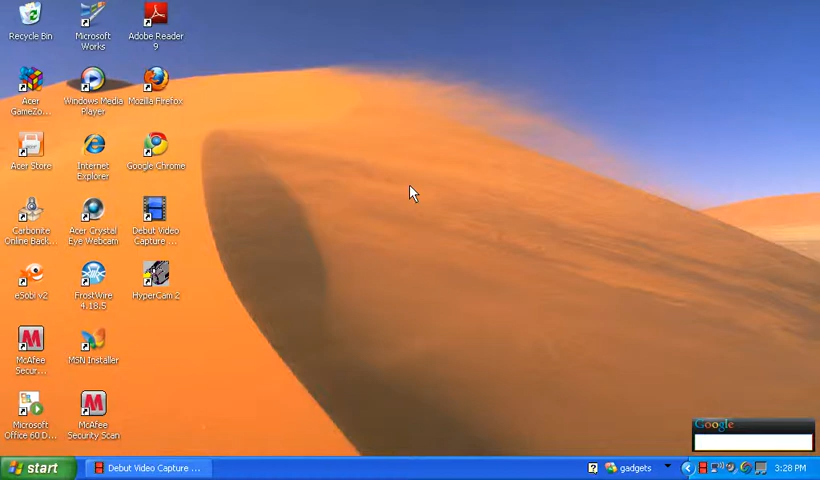 Recycle Bin
Microsoft
Works
Adobe Reader
9
Acer
GameZo...
Windows Media
Player
Mozilla Firefox
Acer Store
Internet
Explorer
Google Chrome
Carbonite
Online Back...
Acer Crystal
Eye Webcam
Debut Video
Capture ...
eSobi v2
FrostWire
4.18.5
HyperCam 2
McAfee
Secur...
MSN Installer
Microsoft
Office 60 D...
McAfee
Security Scan
Google
start
Debut Video Capture ...
gadgets
3:28 PM